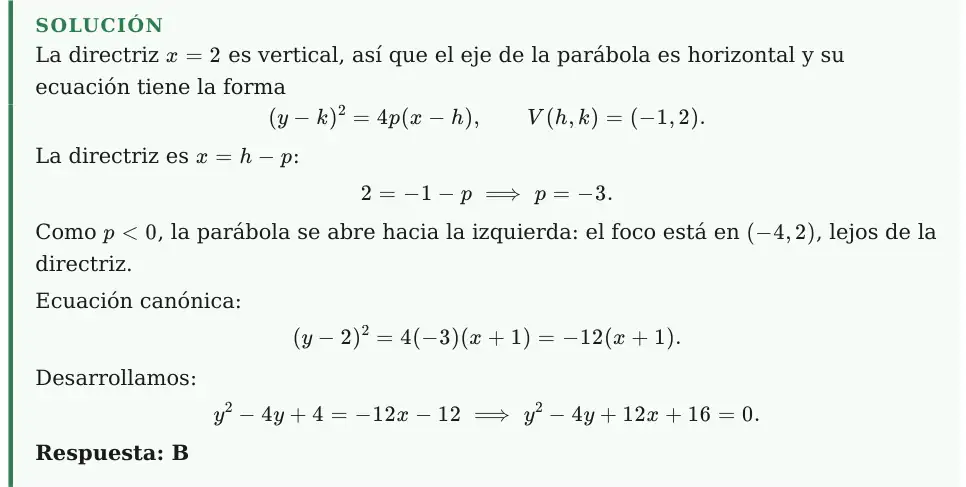 SOLUCIÓN
La directriz x = 2 es vertical, así que el eje de la parábola es horizontal y su
ecuación tiene la forma
(y − k)² = 4p(x − h), V(h, k) = (−1, 2).
La directriz es x = h − p:
2 = −1 − p ⟹ p = −3.
Como p < 0, la parábola se abre hacia la izquierda: el foco está en (−4, 2), lejos de la
directriz.
Ecuación canónica:
(y − 2)² = 4(−3)(x + 1) = −12(x + 1).
Desarrollamos:
y² − 4y + 4 = −12x − 12 ⟹ y² − 4y + 12x + 16 = 0.
Respuesta: B